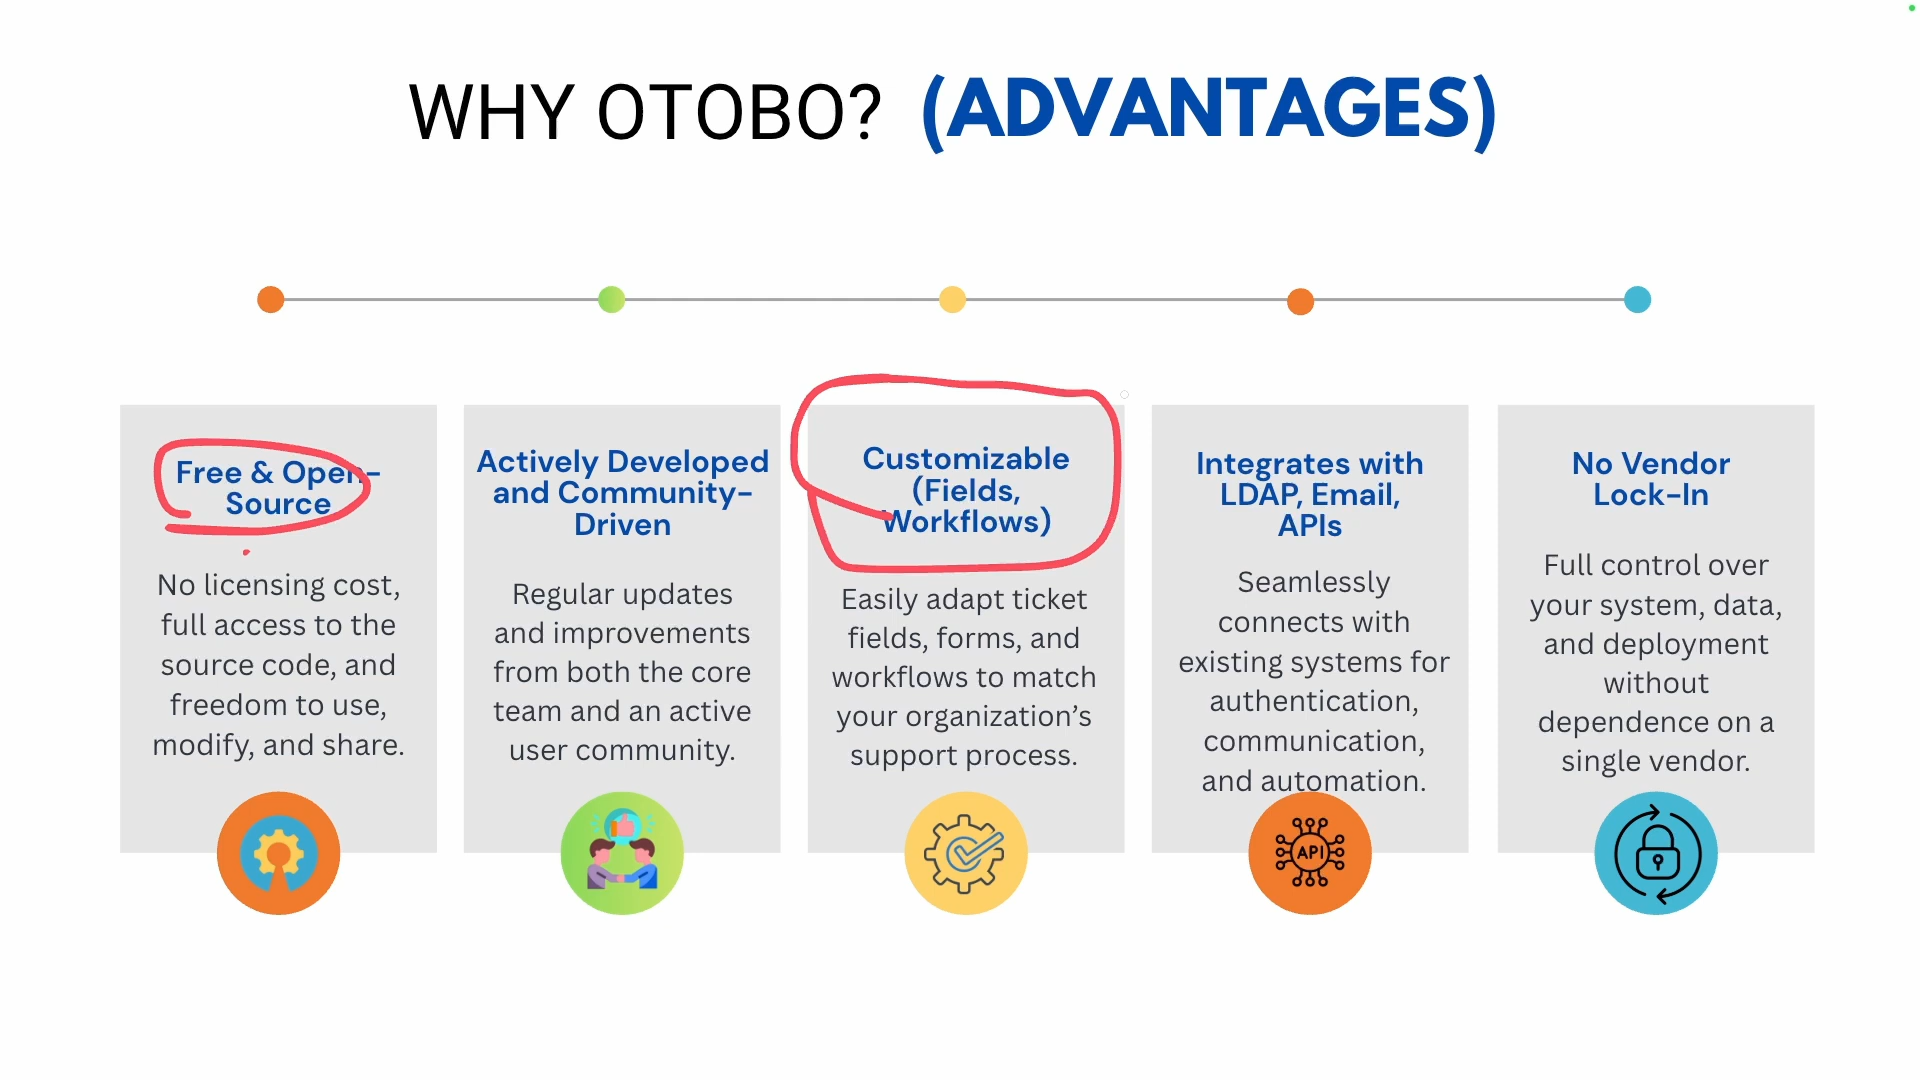 WHY OTOBO? (ADVANTAGES)
Free & Open-
Source
No licensing cost,
full access to the
source code, and
freedom to use,
modify, and share.
Actively Developed
and Community-
Driven
Regular updates
and improvements
from both the core
team and an active
user community.
Customizable
(Fields,
Workflows)
Easily adapt ticket
fields, forms, and
workflows to match
your organization’s
support process.
Integrates with
LDAP, Email,
APIs
Seamlessly
connects with
existing systems for
authentication,
communication,
and automation.
API
No Vendor
Lock-In
Full control over
your system, data,
and deployment
without
dependence on a
single vendor.